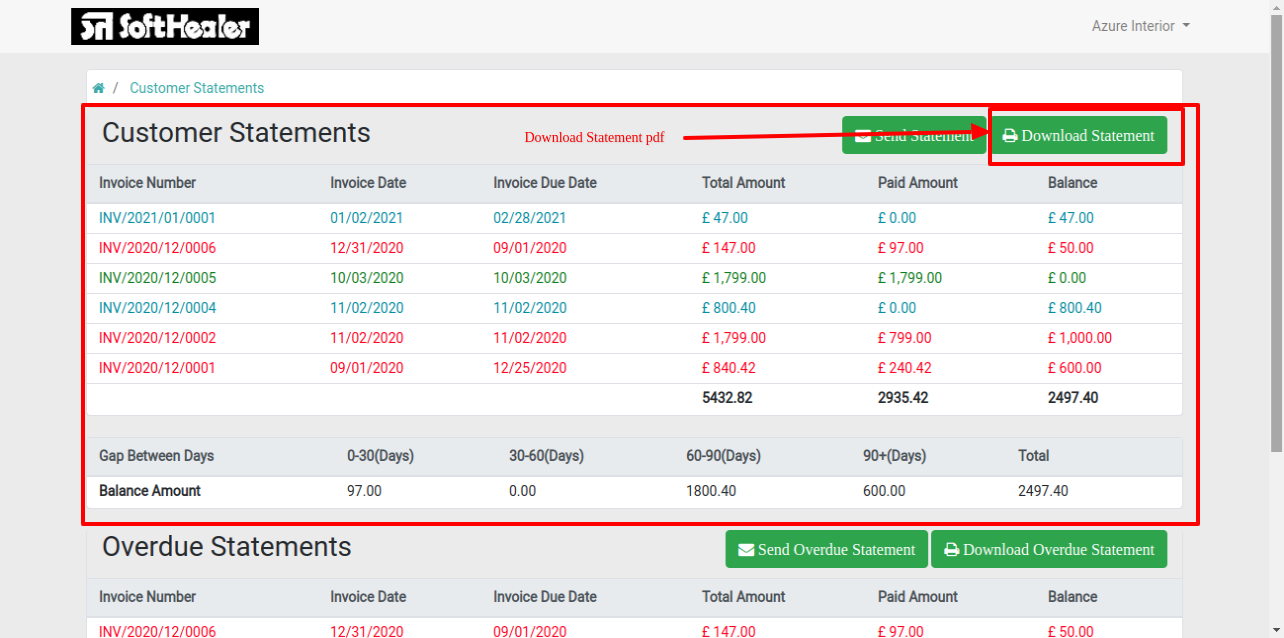 SoftHealer
Azure Interior
/ Customer Statements
Customer Statements
Download Statement pdf
Send Statement
Download Statement
Invoice Number Invoice Date Invoice Due Date Total Amount Paid Amount Balance
INV/2021/01/0001 01/02/2021 02/28/2021 £ 47.00 £ 0.00 £ 47.00
INV/2020/12/0006 12/31/2020 09/01/2020 £ 147.00 £ 97.00 £ 50.00
INV/2020/12/0005 10/03/2020 10/03/2020 £ 1,799.00 £ 1,799.00 £ 0.00
INV/2020/12/0004 11/02/2020 11/02/2020 £ 800.40 £ 0.00 £ 800.40
INV/2020/12/0002 11/02/2020 11/02/2020 £ 1,799.00 £ 799.00 £ 1,000.00
INV/2020/12/0001 09/01/2020 12/25/2020 £ 840.42 £ 240.42 £ 600.00
5432.82 2935.42 2497.40
Gap Between Days 0-30(Days) 30-60(Days) 60-90(Days) 90+(Days) Total
Balance Amount 97.00 0.00 1800.40 600.00 2497.40
Overdue Statements
Send Overdue Statement
Download Overdue Statement
Invoice Number Invoice Date Invoice Due Date Total Amount Paid Amount Balance
INV/2020/12/0006 12/31/2020 09/01/2020 £ 147.00 £ 97.00 £ 50.00